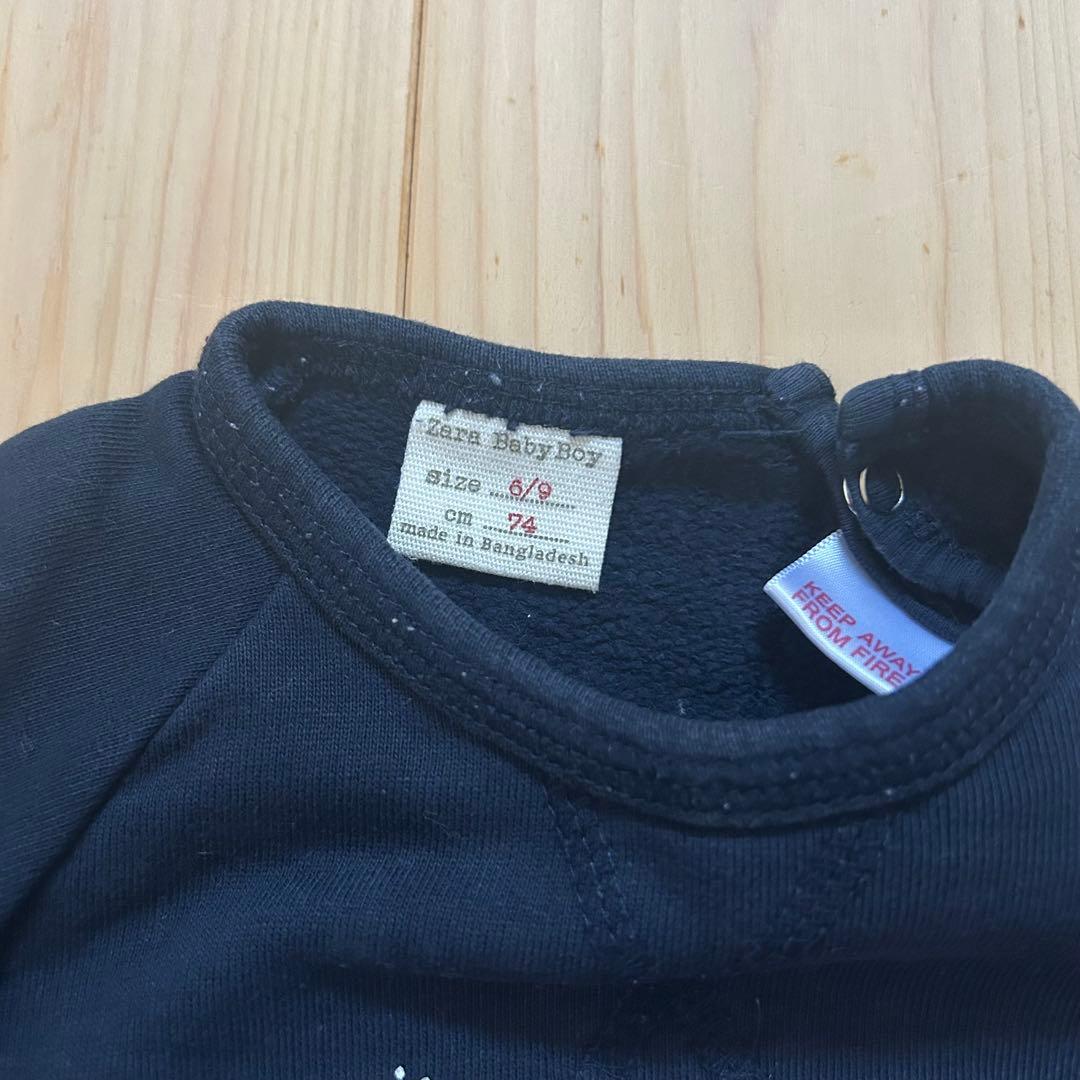 Zara BabyBoy
size 6/9
cm 74
made in Bangladesh
KEEP AWAY
FROM FIRE